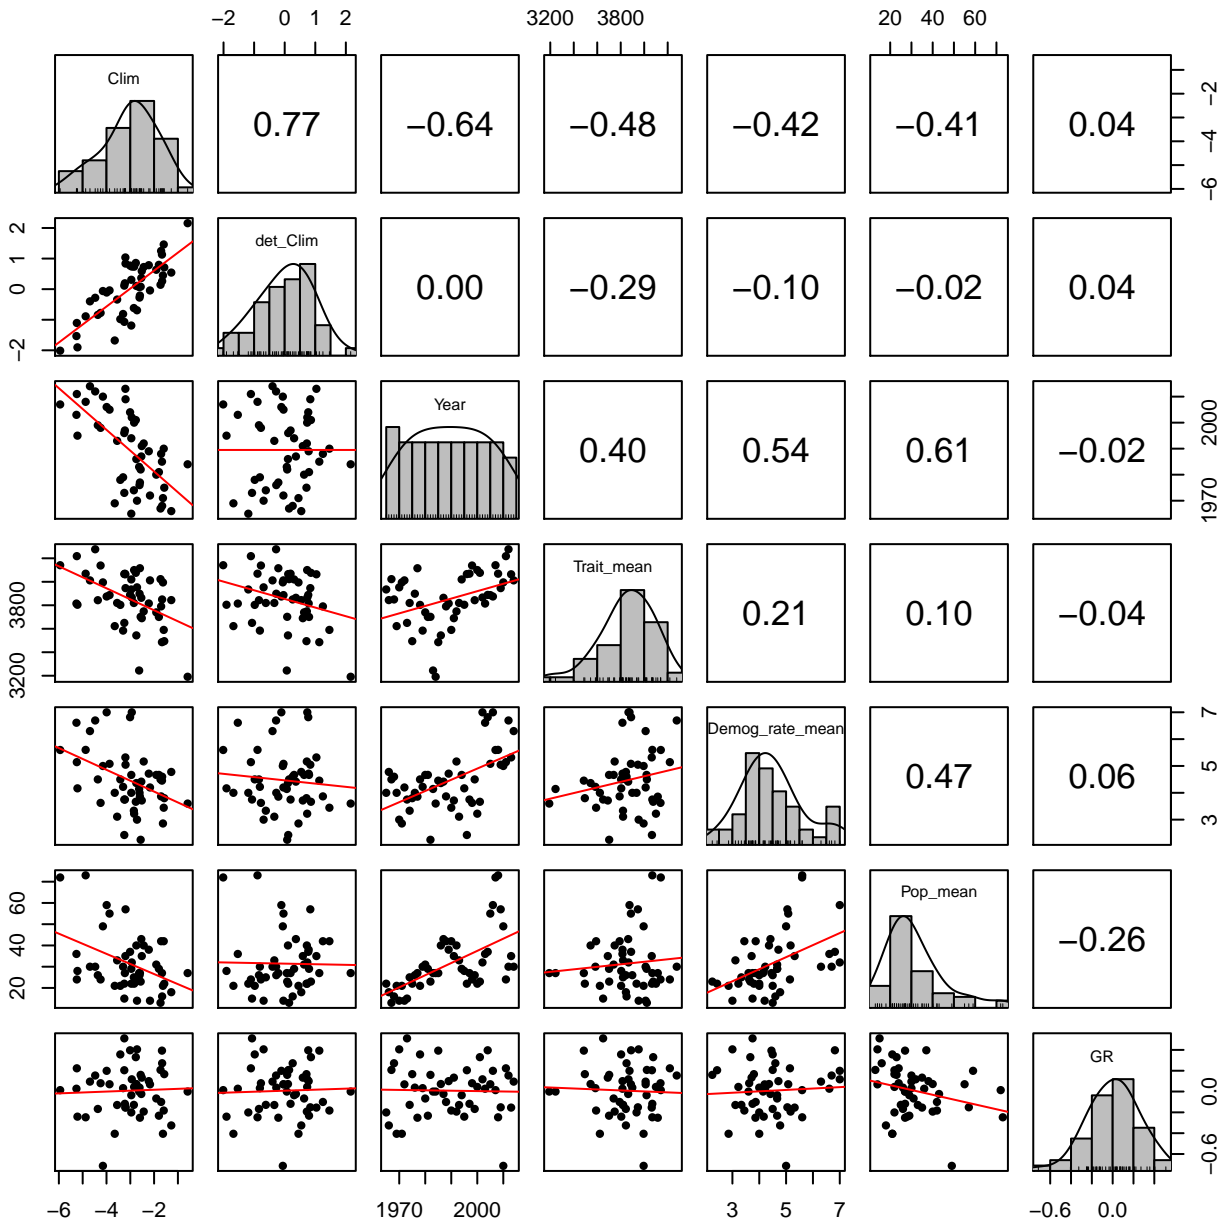 −2 0 1 2 3200 3800 20 40 60
Clim 0.77 −0.64 −0.48 −0.42 −0.41 0.04 −6 −4 −2
−2 0 1 2 det_Clim 0.00 −0.29 −0.10 −0.02 0.04
Year 0.40 0.54 0.61 −0.02 1970 2000
3200 3800 Trait_mean 0.21 0.10 −0.04
Demog_rate_mean 0.47 0.06 3 5 7
20 40 60 Pop_mean −0.26
GR −0.6 0.0
−6 −4 −2 1970 2000 3 5 7 −0.6 0.0